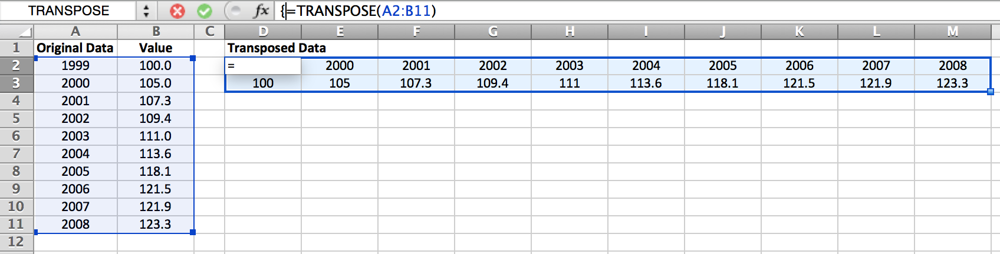 TRANSPOSE fx {=TRANSPOSE(A2:B11)
A B C D E F G H I J K L M
1 Original Data Value Transposed Data
2 1999 100.0 = 2000 2001 2002 2003 2004 2005 2006 2007 2008
3 2000 105.0 100 105 107.3 109.4 111 113.6 118.1 121.5 121.9 123.3
4 2001 107.3
5 2002 109.4
6 2003 111.0
7 2004 113.6
8 2005 118.1
9 2006 121.5
10 2007 121.9
11 2008 123.3
12